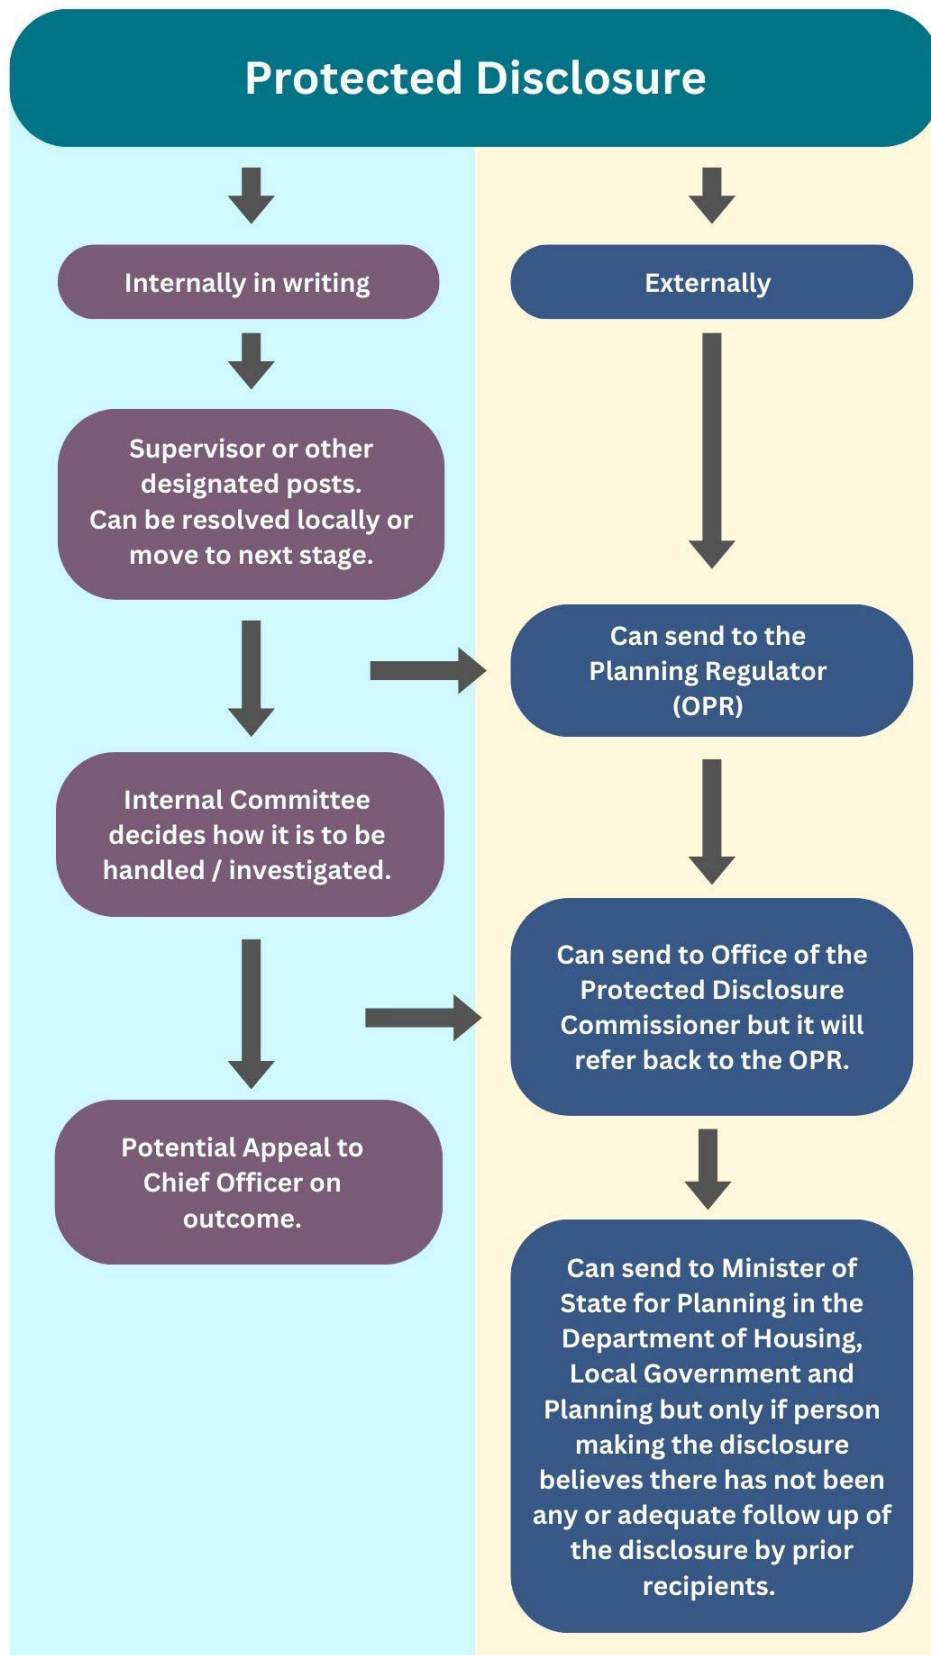 Protected Disclosure
Internally in writing
Supervisor or other
designated posts.
Can be resolved locally or
move to next stage.
Internal Committee
decides how it is to be
handled / investigated.
Potential Appeal to
Chief Officer on
outcome.
Externally
Can send to the
Planning Regulator
(OPR)
Can send to Office of the
Protected Disclosure
Commissioner but it will
refer back to the OPR.
Can send to Minister of
State for Planning in the
Department of Housing,
Local Government and
Planning but only if person
making the disclosure
believes there has not been
any or adequate follow up of
the disclosure by prior
recipients.